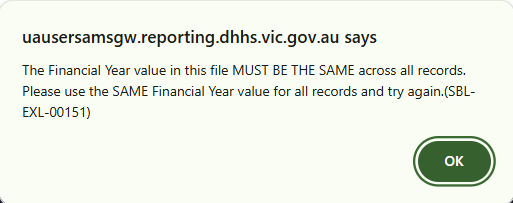 uausersamsgw.reporting.dhhs.vic.gov.au says
The Financial Year value in this file MUST BE THE SAME across all records.
Please use the SAME Financial Year value for all records and try again.(SBL-
EXL-00151)
OK